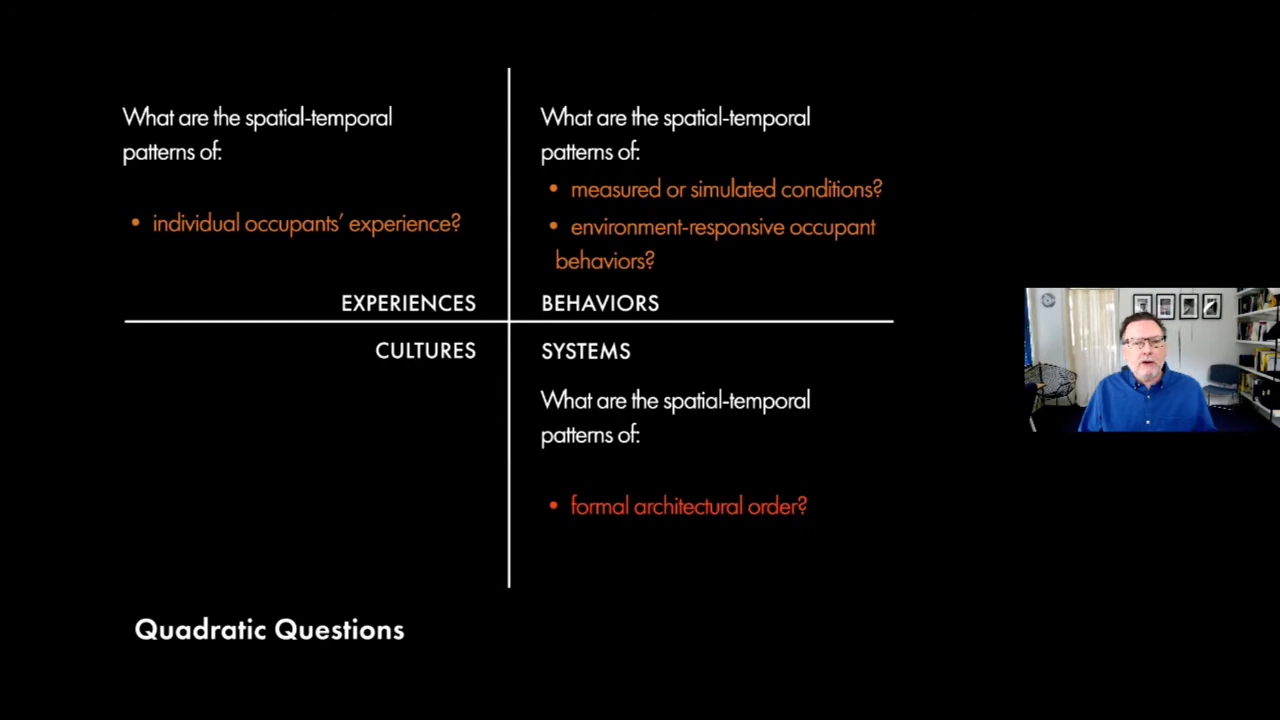 What are the spatial-temporal
patterns of:
• individual occupants’ experience?
EXPERIENCES
What are the spatial-temporal
patterns of:
• measured or simulated conditions?
• environment-responsive occupant
behaviors?
BEHAVIORS
CULTURES
SYSTEMS
What are the spatial-temporal
patterns of:
• formal architectural order?
Quadratic Questions